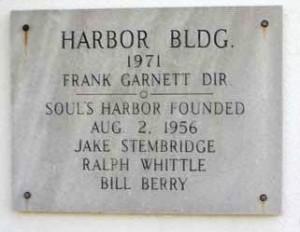 HARBOR BLDG.
1971
FRANK GARNETT DIR
SOUL'S HARBOR FOUNDED
AUG. 2, 1956
JAKE STEMBRIDGE
RALPH WHITTLE
BILL BERRY